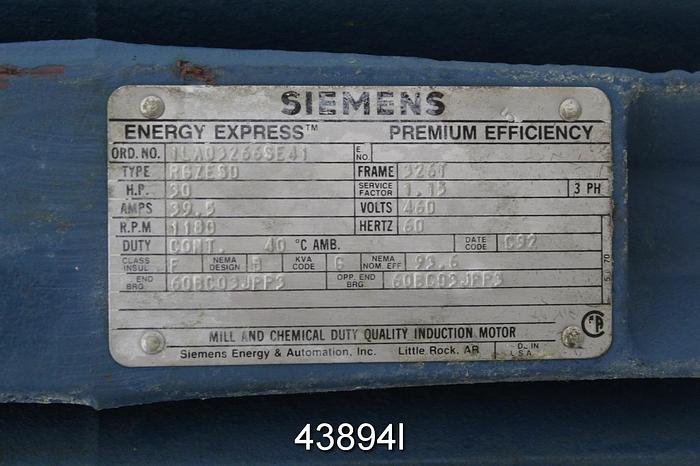 SIEMENS
ENERGY EXPRESS™ PREMIUM EFFICIENCY
ORD. NO. 1LA03266SE41 E NO.
TYPE RGZESD FRAME 326T
H.P. 30 SERVICE FACTOR 1.15 3 PH
AMPS 39.5 VOLTS 460
R.P.M 1180 HERTZ 60
DUTY CONT. 40 °C AMB. DATE CODE C92
CLASS INSUL F NEMA DESIGN B KVA CODE G NEMA NOM. EFF 93.6
END BRG. 60BC03JPP3 OPP. END BRG. 60BC03JPP3
MILL AND CHEMICAL DUTY QUALITY INDUCTION MOTOR
Siemens Energy & Automation, Inc. Little Rock, AR IN U.S.A.
43894I